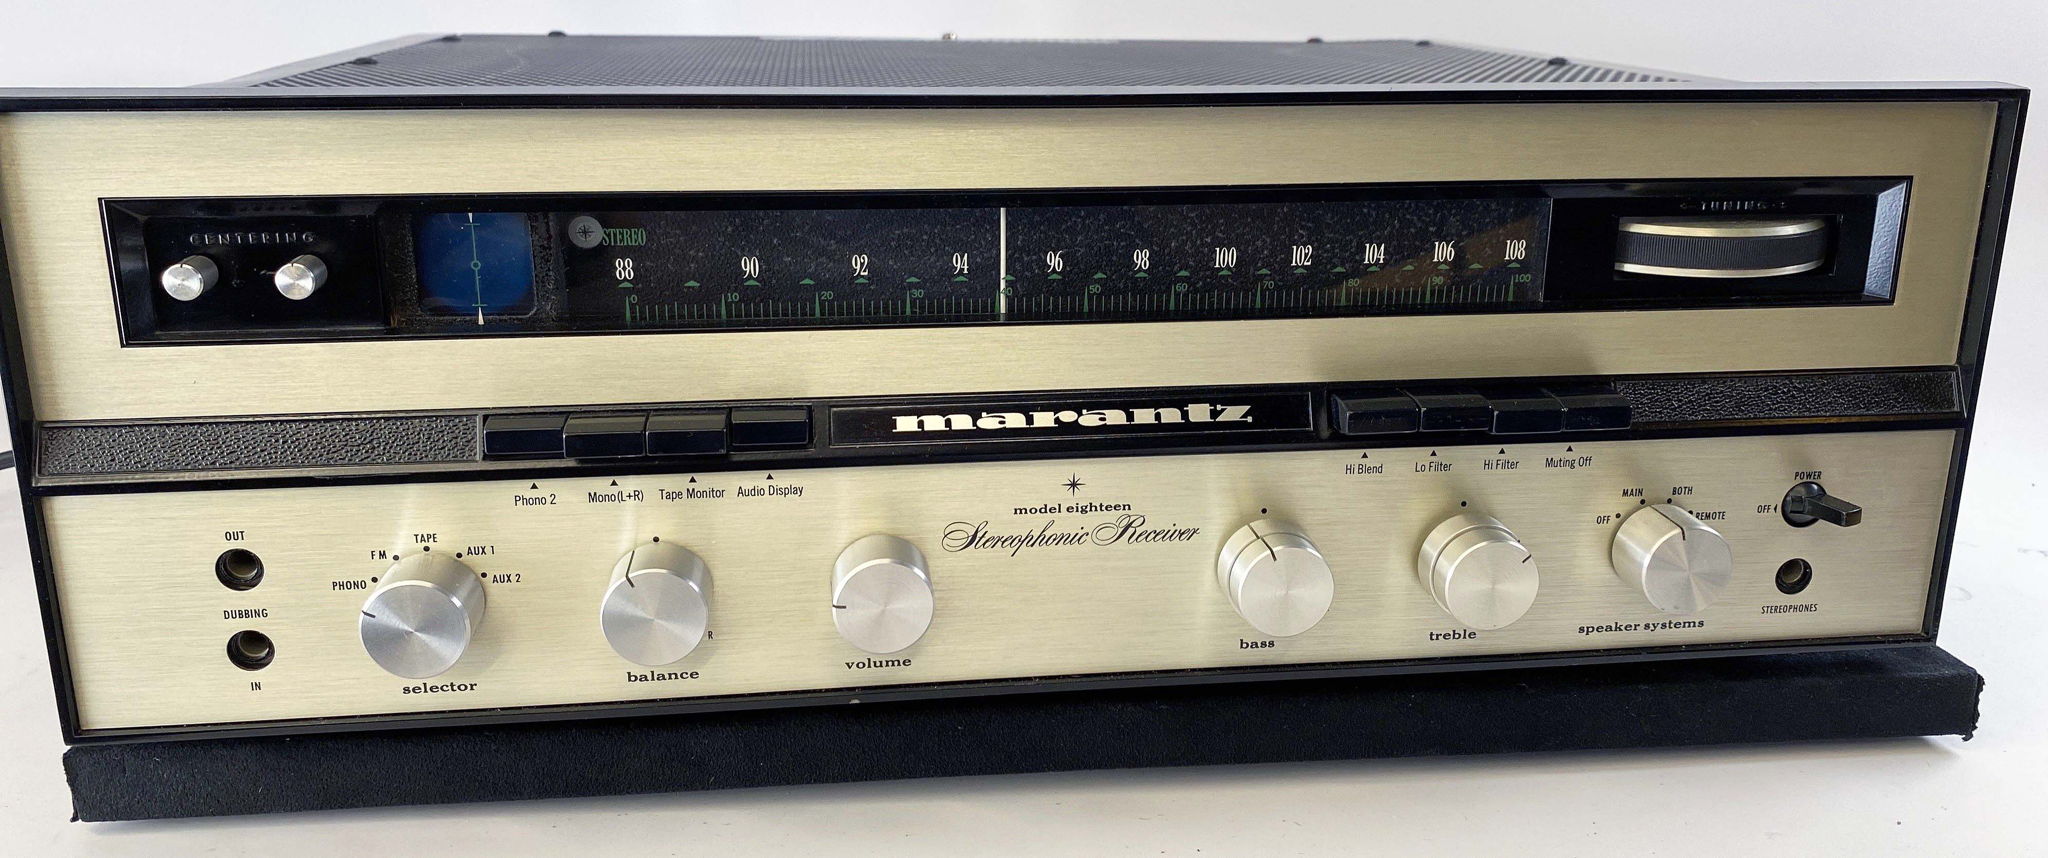 CENTERING
TUNING
STEREO
88 90 92 94 96 98 100 102 104 106 108
0 10 20 30 40 50 60 70 80 90 100
marantz
Phono 2
Mono(L+R)
Tape Monitor
Audio Display
Hi Blend
Lo Filter
Hi Filter
Muting Off
model eighteen
Stereophonic Receiver
OUT
DUBBING
IN
PHONO
FM
TAPE
AUX 1
AUX 2
selector
R
balance
volume
bass
treble
OFF
MAIN
BOTH
REMOTE
speaker systems
POWER
OFF
STEREOPHONES